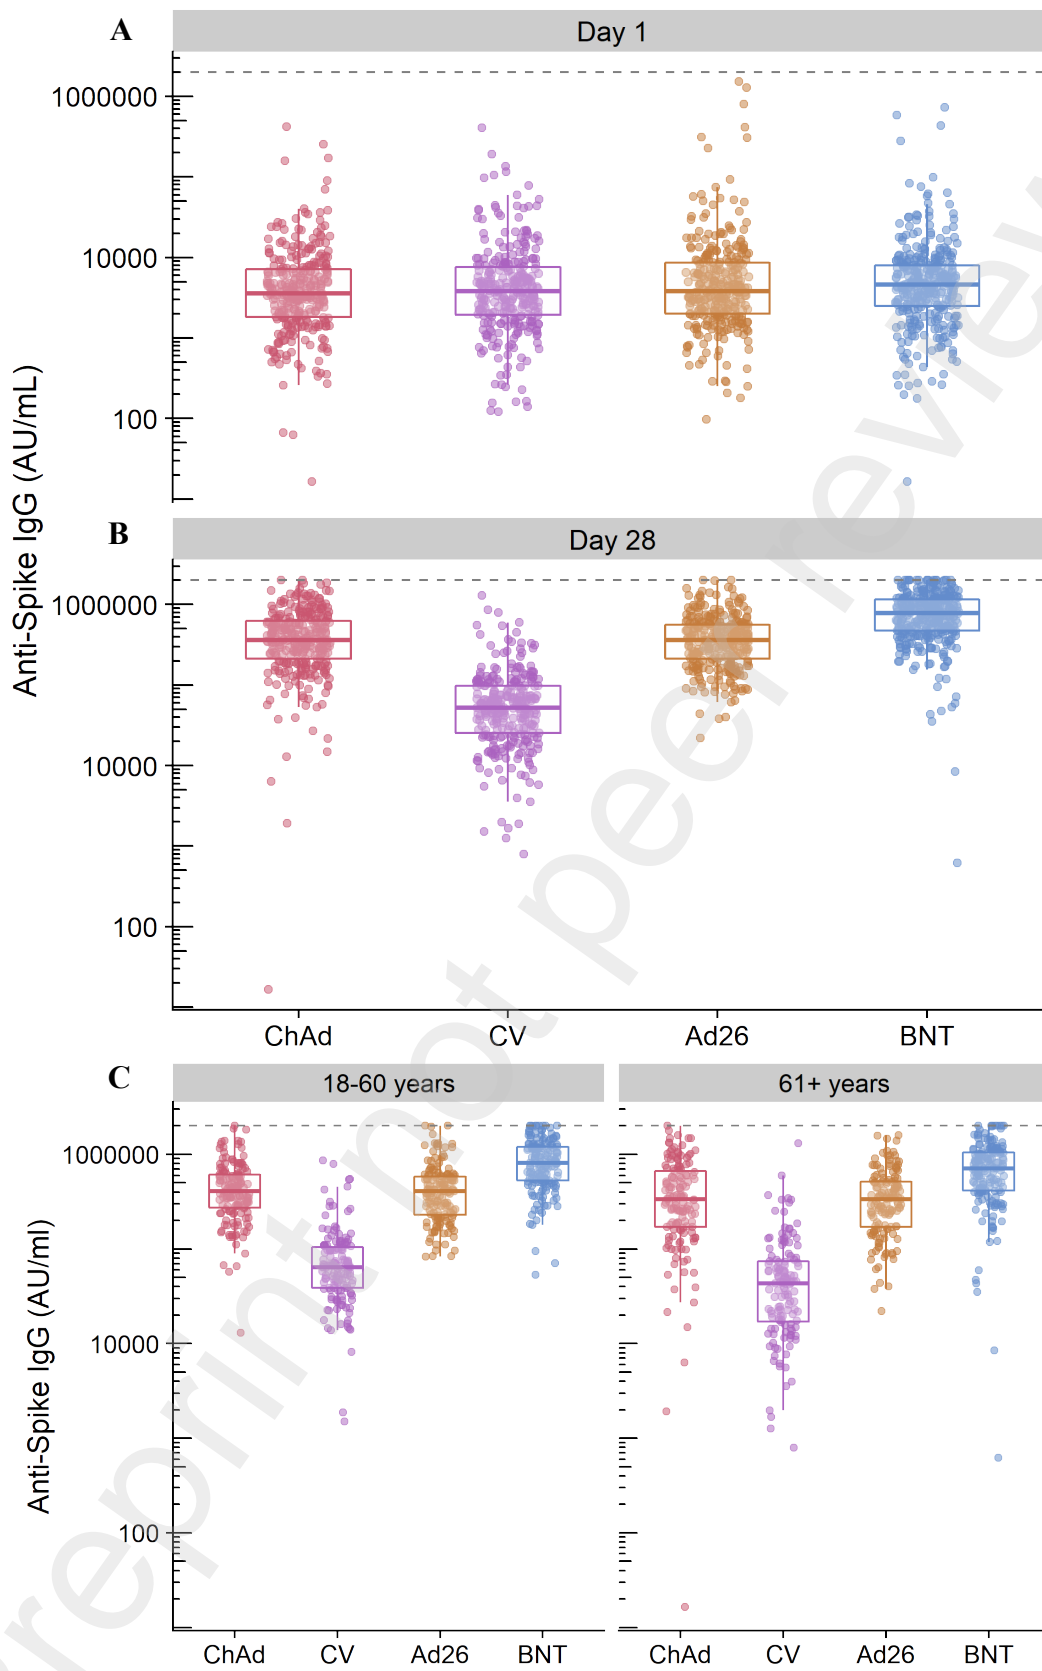 A
Day 1
1000000
10000
100
Anti-Spike IgG (AU/mL)
B
Day 28
1000000
10000
100
ChAd CV Ad26 BNT
C
18-60 years 61+ years
1000000
10000
100
Anti-Spike IgG (AU/ml)
ChAd CV Ad26 BNT ChAd CV Ad26 BNT
reprint not peer review